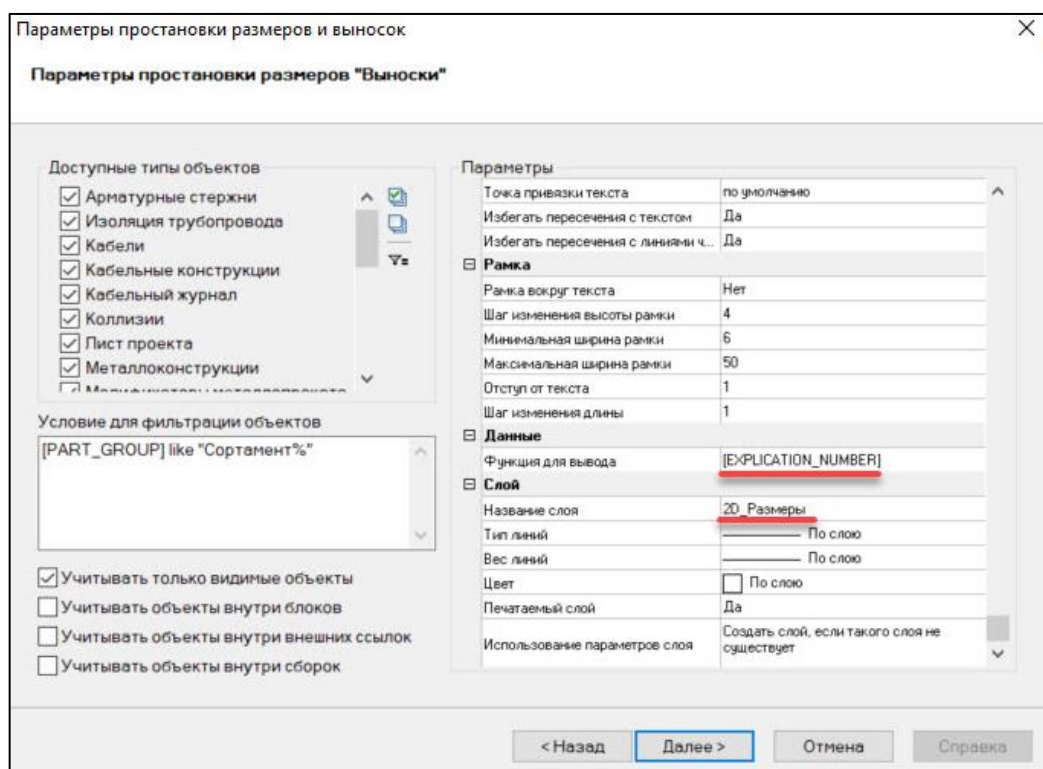 Параметры простановки размеров и выносок
Параметры простановки размеров "Выноски"
Доступные типы объектов
Арматурные стержни
Изоляция трубопровода
Кабели
Кабельные конструкции
Кабельный журнал
Коллизии
Лист проекта
Металлоконструкции
Условие для фильтрации объектов
[PART_GROUP] like "Сортамент%"
Учитывать только видимые объекты
Учитывать объекты внутри блоков
Учитывать объекты внутри внешних ссылок
Учитывать объекты внутри сборок
Параметры
Точка привязки текста по умолчанию
Избегать пересечения с текстом Да
Избегать пересечения с линиями ч... Да
Рамка
Рамка вокруг текста Нет
Шаг изменения высоты рамки 4
Минимальная ширина рамки 6
Максимальная ширина рамки 50
Отступ от текста 1
Шаг изменения длины 1
Данные
Функция для вывода [EXPLICATION_NUMBER]
Слой
Название слоя 2D_Размеры
Тип линий По слою
Вес линий По слою
Цвет По слою
Печатаемый слой Да
Использование параметров слоя Создать слой, если такого слоя не
существует
< Назад
Далее >
Отмена
Справка